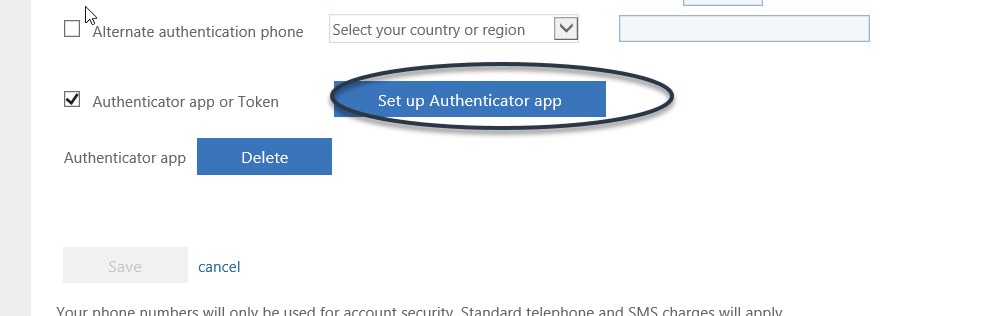 Alternate authentication phone Select your country or region
Authenticator app or Token Set up Authenticator app
Authenticator app Delete
Save cancel
Your phone numbers will only be used for account security. Standard telephone and SMS charges will apply.